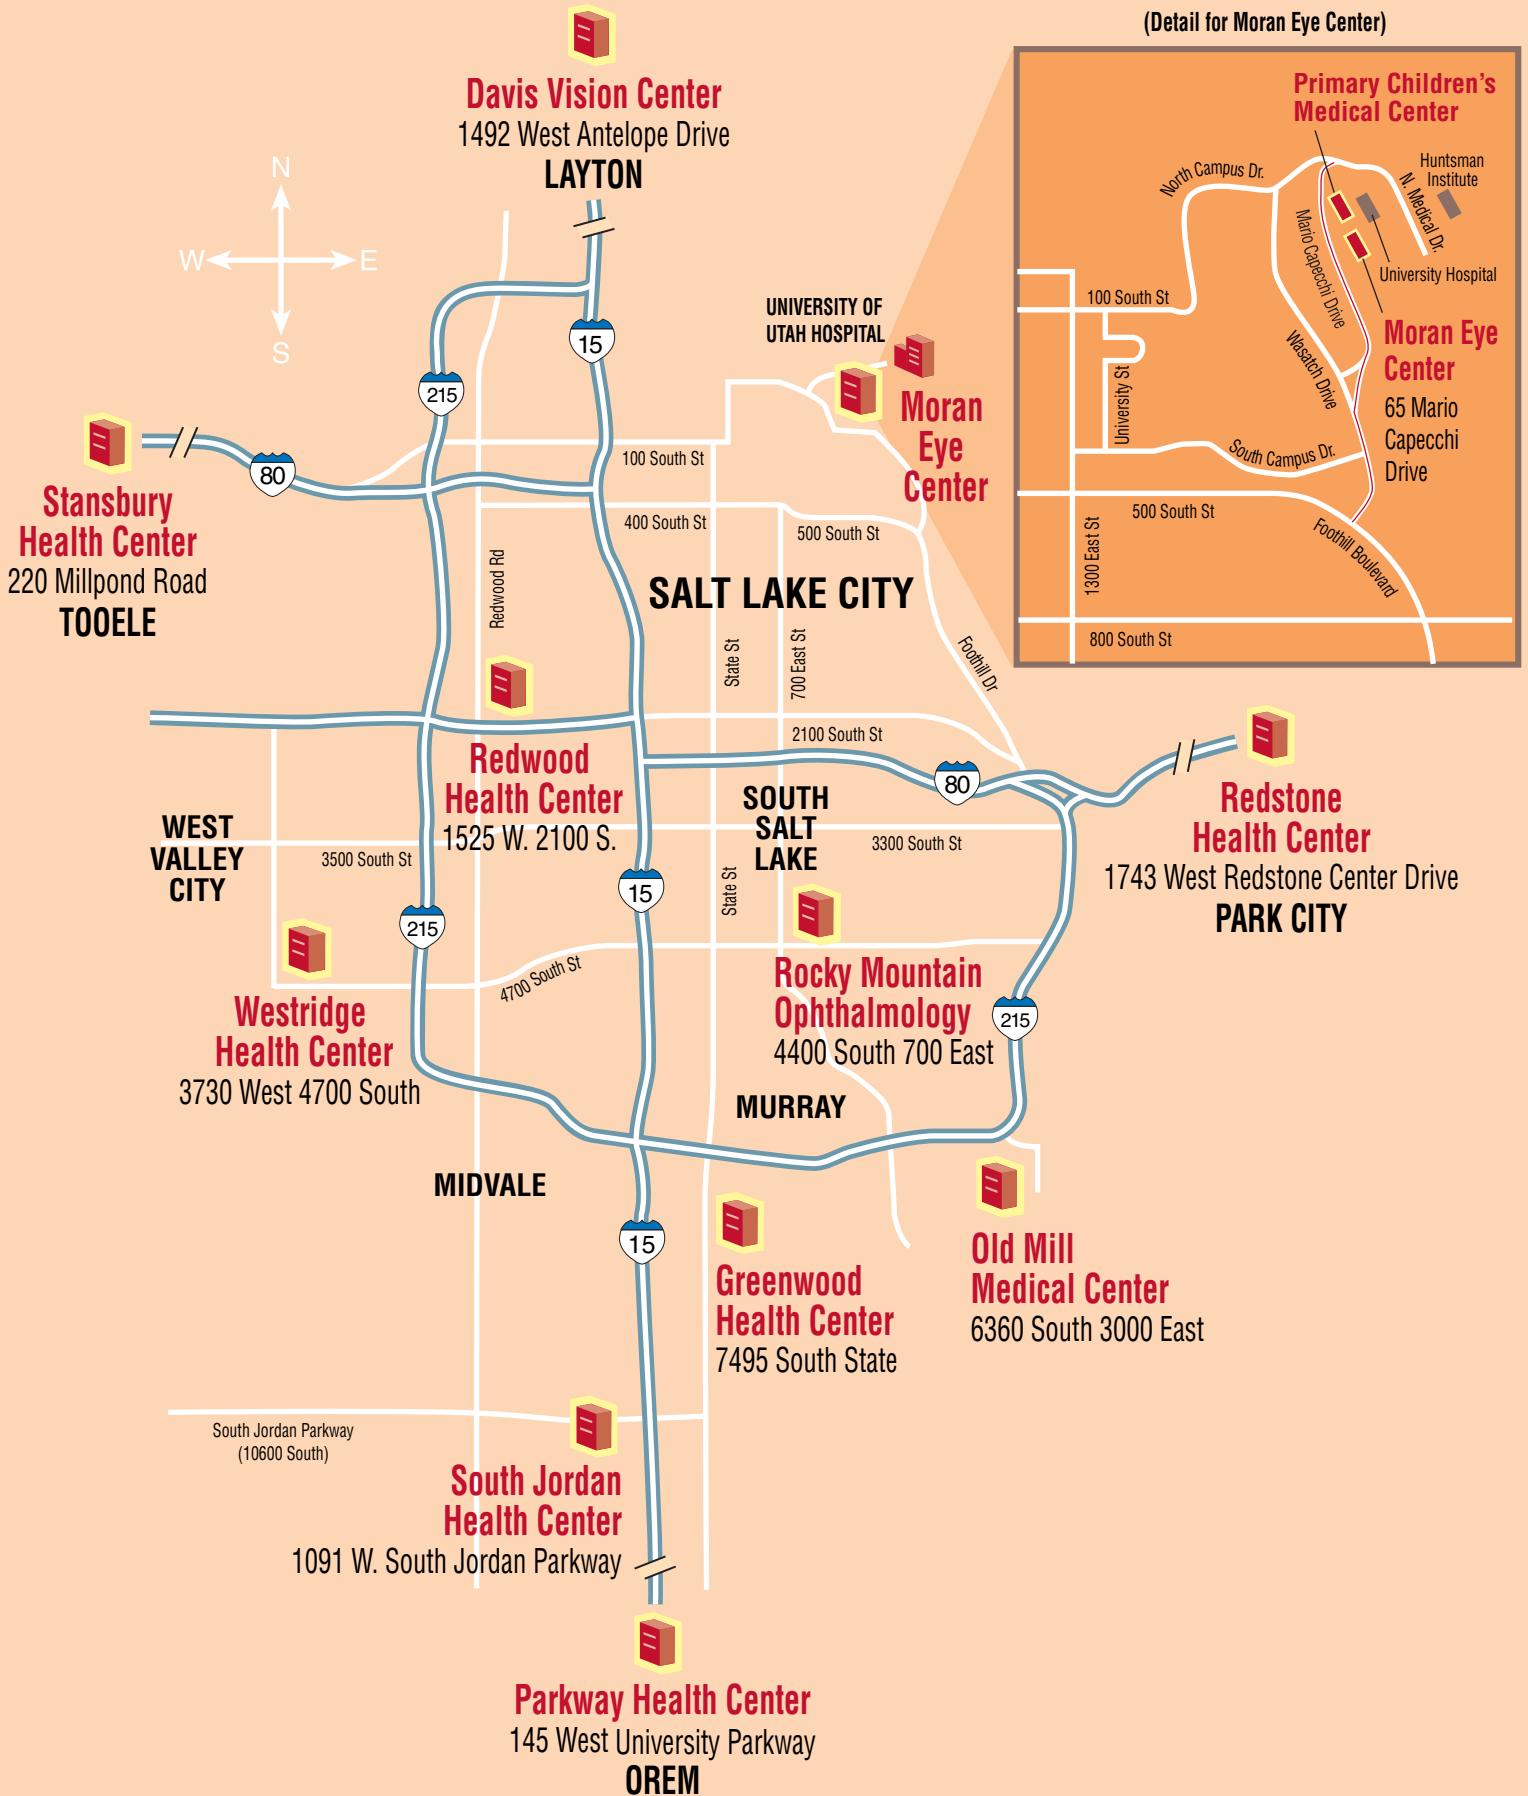 (Detail for Moran Eye Center)
Primary Children's
Medical Center
Huntsman
Institute
North Campus Dr.
N. Medical Dr.
Mario Capecchi Drive
University Hospital
100 South St
Moran Eye
Center
65 Mario
Capecchi
Drive
Wasatch Drive
University St
South Campus Dr.
500 South St
1300 East St
Foothill Boulevard
800 South St
Davis Vision Center
1492 West Antelope Drive
LAYTON
N
W
E
S
15
215
UNIVERSITY OF
UTAH HOSPITAL
Moran
Eye
Center
80
100 South St
Stansbury
Health Center
220 Millpond Road
TOOELE
400 South St
500 South St
Redwood Rd
SALT LAKE CITY
State St
700 East St
Foothill Dr
2100 South St
Redwood
Health Center
1525 W. 2100 S.
80
SOUTH
SALT
LAKE
3300 South St
Redstone
Health Center
1743 West Redstone Center Drive
PARK CITY
WEST
VALLEY
CITY
3500 South St
15
State St
215
4700 South St
Westridge
Health Center
3730 West 4700 South
Rocky Mountain
Ophthalmology
4400 South 700 East
215
MURRAY
MIDVALE
15
Greenwood
Health Center
7495 South State
Old Mill
Medical Center
6360 South 3000 East
South Jordan Parkway
(10600 South)
South Jordan
Health Center
1091 W. South Jordan Parkway
Parkway Health Center
145 West University Parkway
OREM